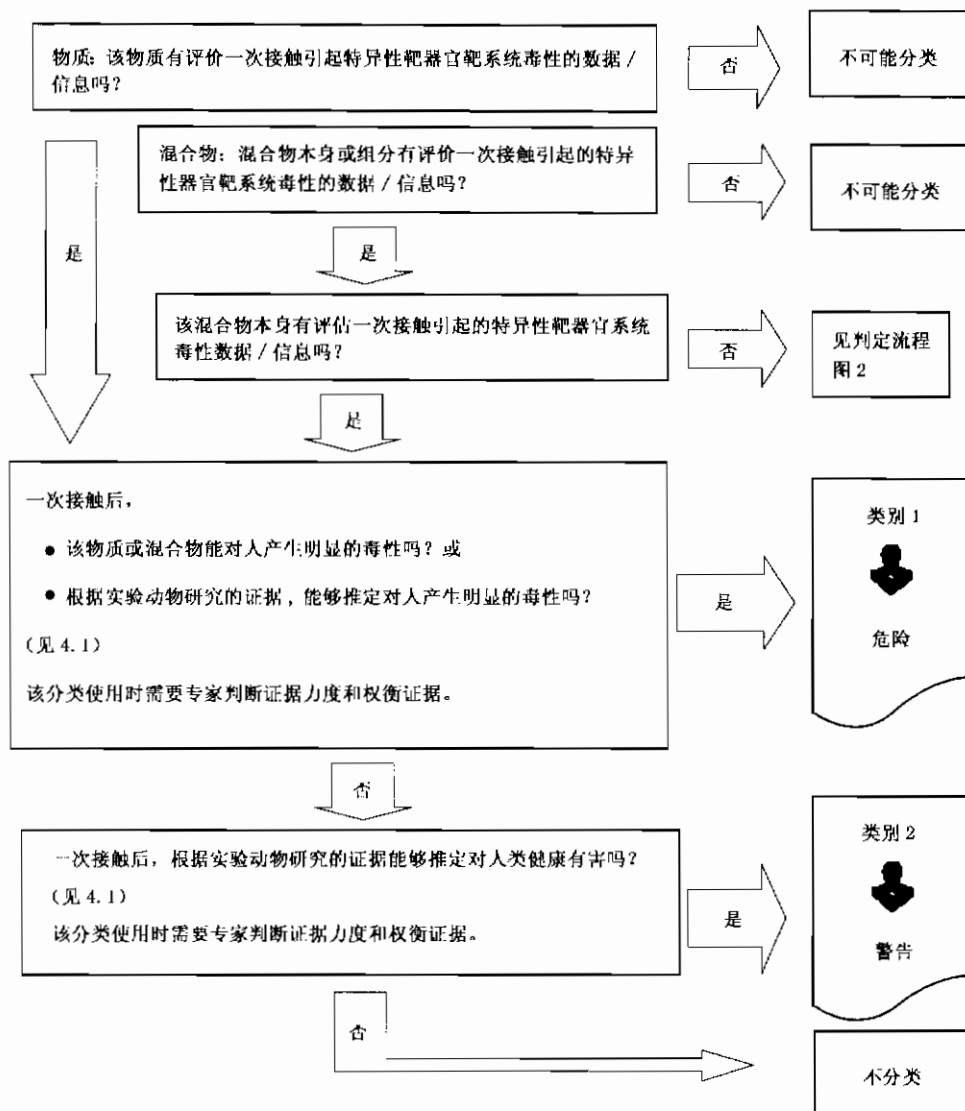 物质：该物质有评价一次接触引起特异性靶器官靶系统毒性的数据／
信息吗？
否
不可能分类
混合物：混合物本身或组分有评价一次接触引起的特异
性器官靶系统毒性的数据／信息吗？
否
不可能分类
是
是
该混合物本身有评估一次接触引起的特异性靶器官系统
毒性数据／信息吗？
否
见判定流程
图 2
是
一次接触后，
● 该物质或混合物能对人产生明显的毒性吗？或
● 根据实验动物研究的证据，能够推定对人产生明显的毒性吗？
（见 4.1）
该分类使用时需要专家判断证据力度和权衡证据。
是
类别 1
危险
否
一次接触后，根据实验动物研究的证据能够推定对人类健康有害吗？
（见 4.1）
该分类使用时需要专家判断证据力度和权衡证据。
是
类别 2
警告
否
不分类